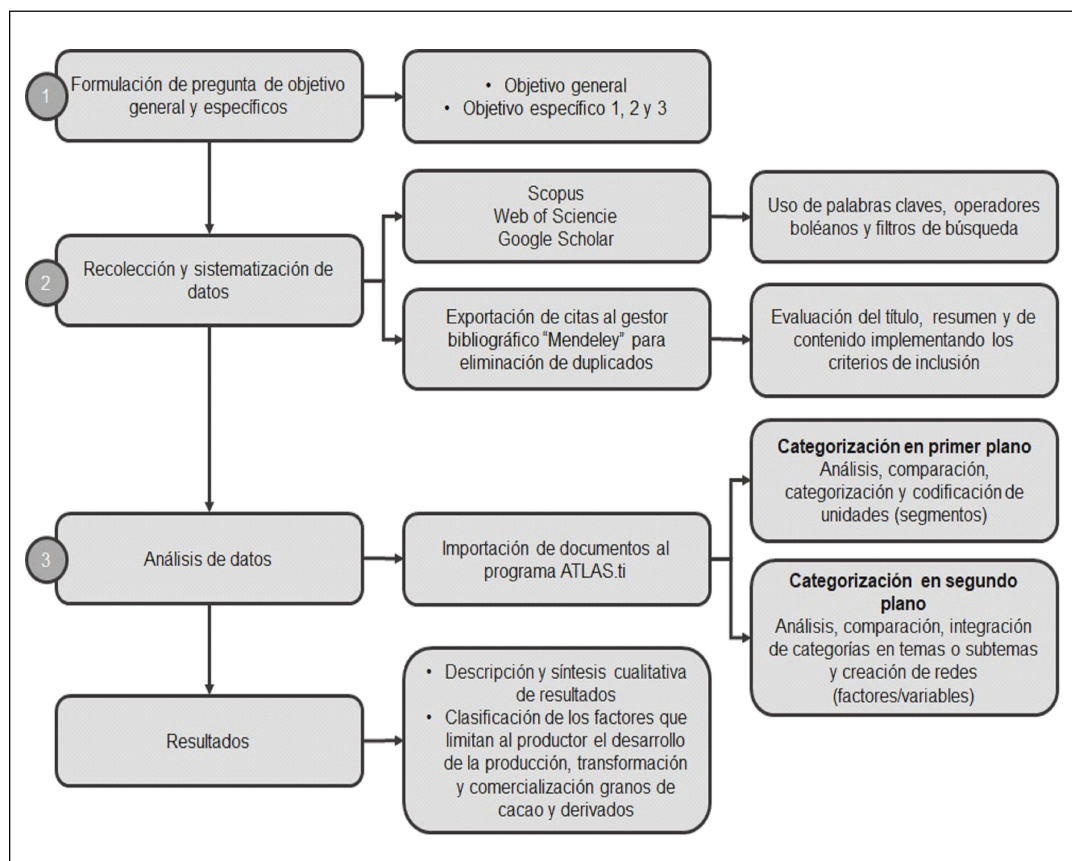 1
Formulación de pregunta de objetivo
general y específicos
• Objetivo general
• Objetivo específico 1, 2 y 3
Scopus
Web of Sciencie
Google Scholar
Uso de palabras claves, operadores
boléanos y filtros de búsqueda
2
Recolección y sistematización de
datos
Exportación de citas al gestor
bibliográfico “Mendeley” para
eliminación de duplicados
Evaluación del título, resumen y de
contenido implementando los
criterios de inclusión
3
Análisis de datos
Importación de documentos al
programa ATLAS.ti
Categorización en primer plano
Análisis, comparación,
categorización y codificación de
unidades (segmentos)
Categorización en segundo
plano
Análisis, comparación, integración
de categorías en temas o subtemas
y creación de redes
(factores/variables)
Resultados
• Descripción y síntesis cualitativa
de resultados
• Clasificación de los factores que
limitan al productor el desarrollo
de la producción, transformación
y comercialización granos de
cacao y derivados